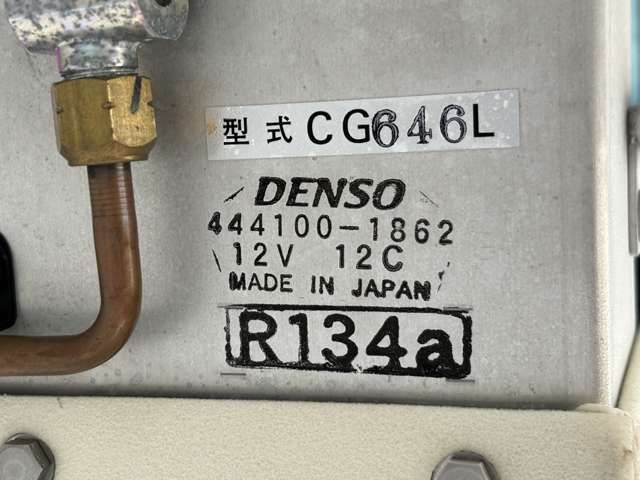 型式 CG646L
DENSO
444100-1862
12V 12C
MADE IN JAPAN
R134a